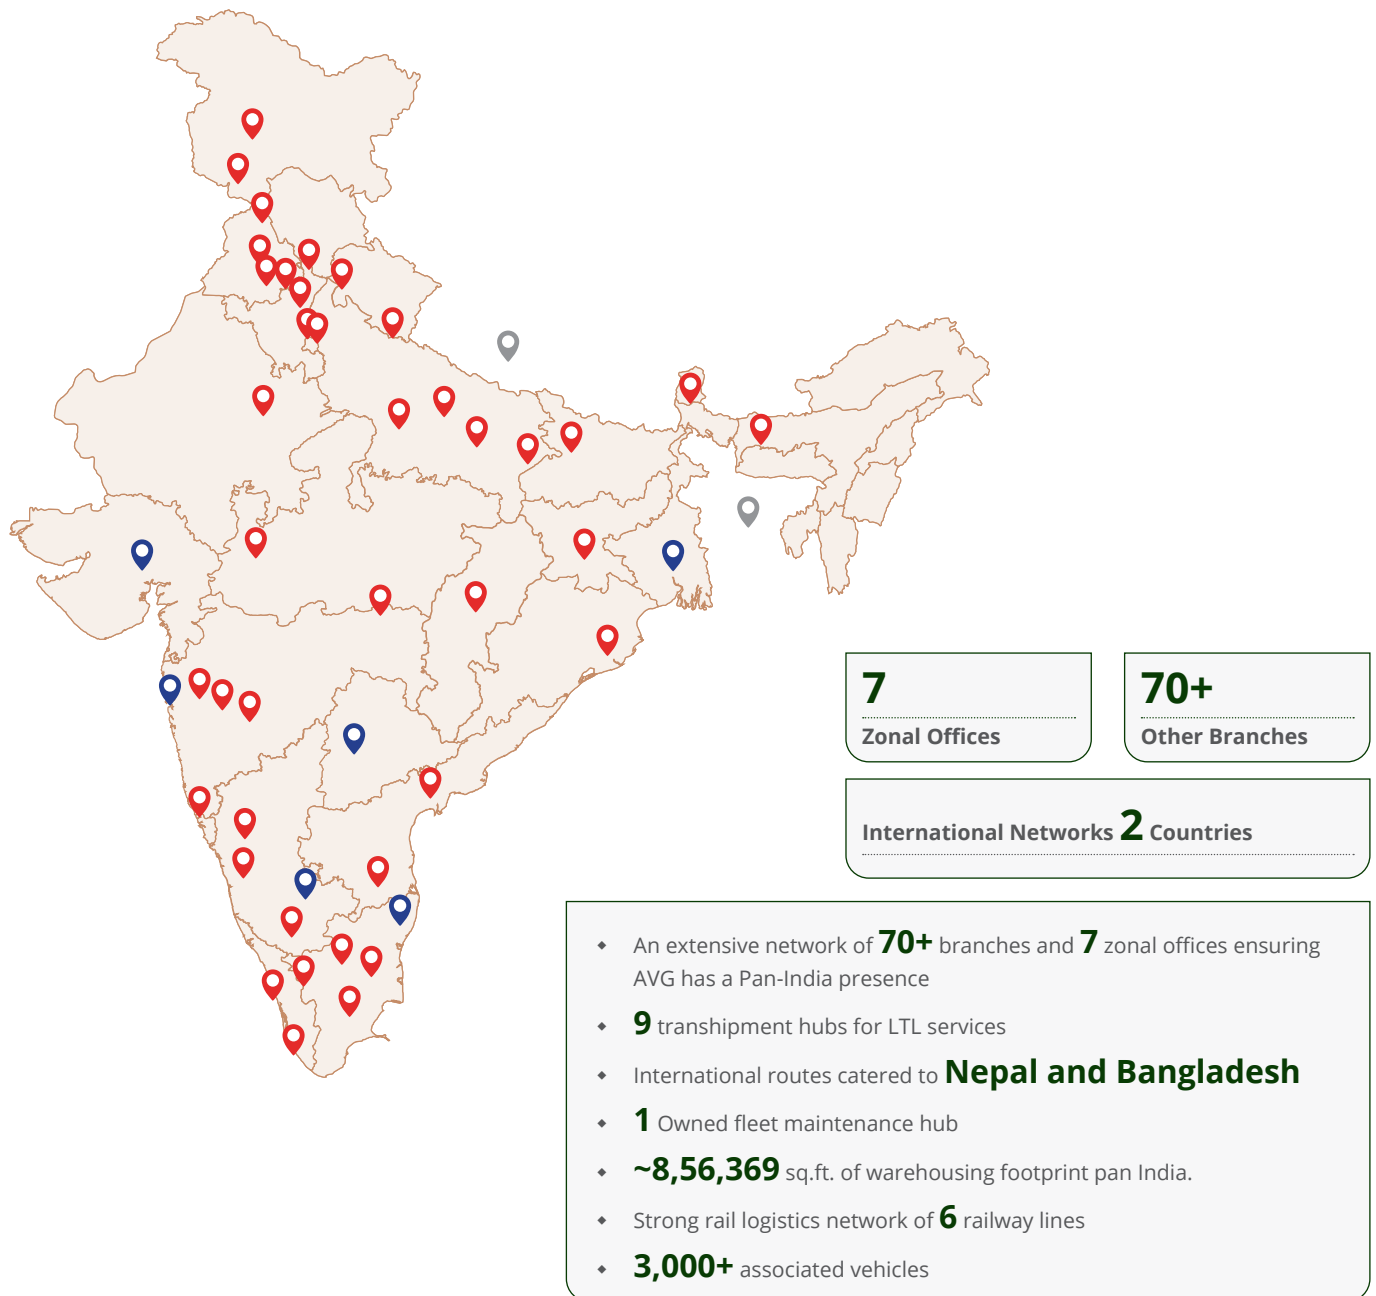 7
Zonal Offices
70+
Other Branches
International Networks 2 Countries
An extensive network of 70+ branches and 7 zonal offices ensuring
AVG has a Pan-India presence
9 transhipment hubs for LTL services
International routes catered to Nepal and Bangladesh
1 Owned fleet maintenance hub
~8,56,369 sq.ft. of warehousing footprint pan India.
Strong rail logistics network of 6 railway lines
3,000+ associated vehicles